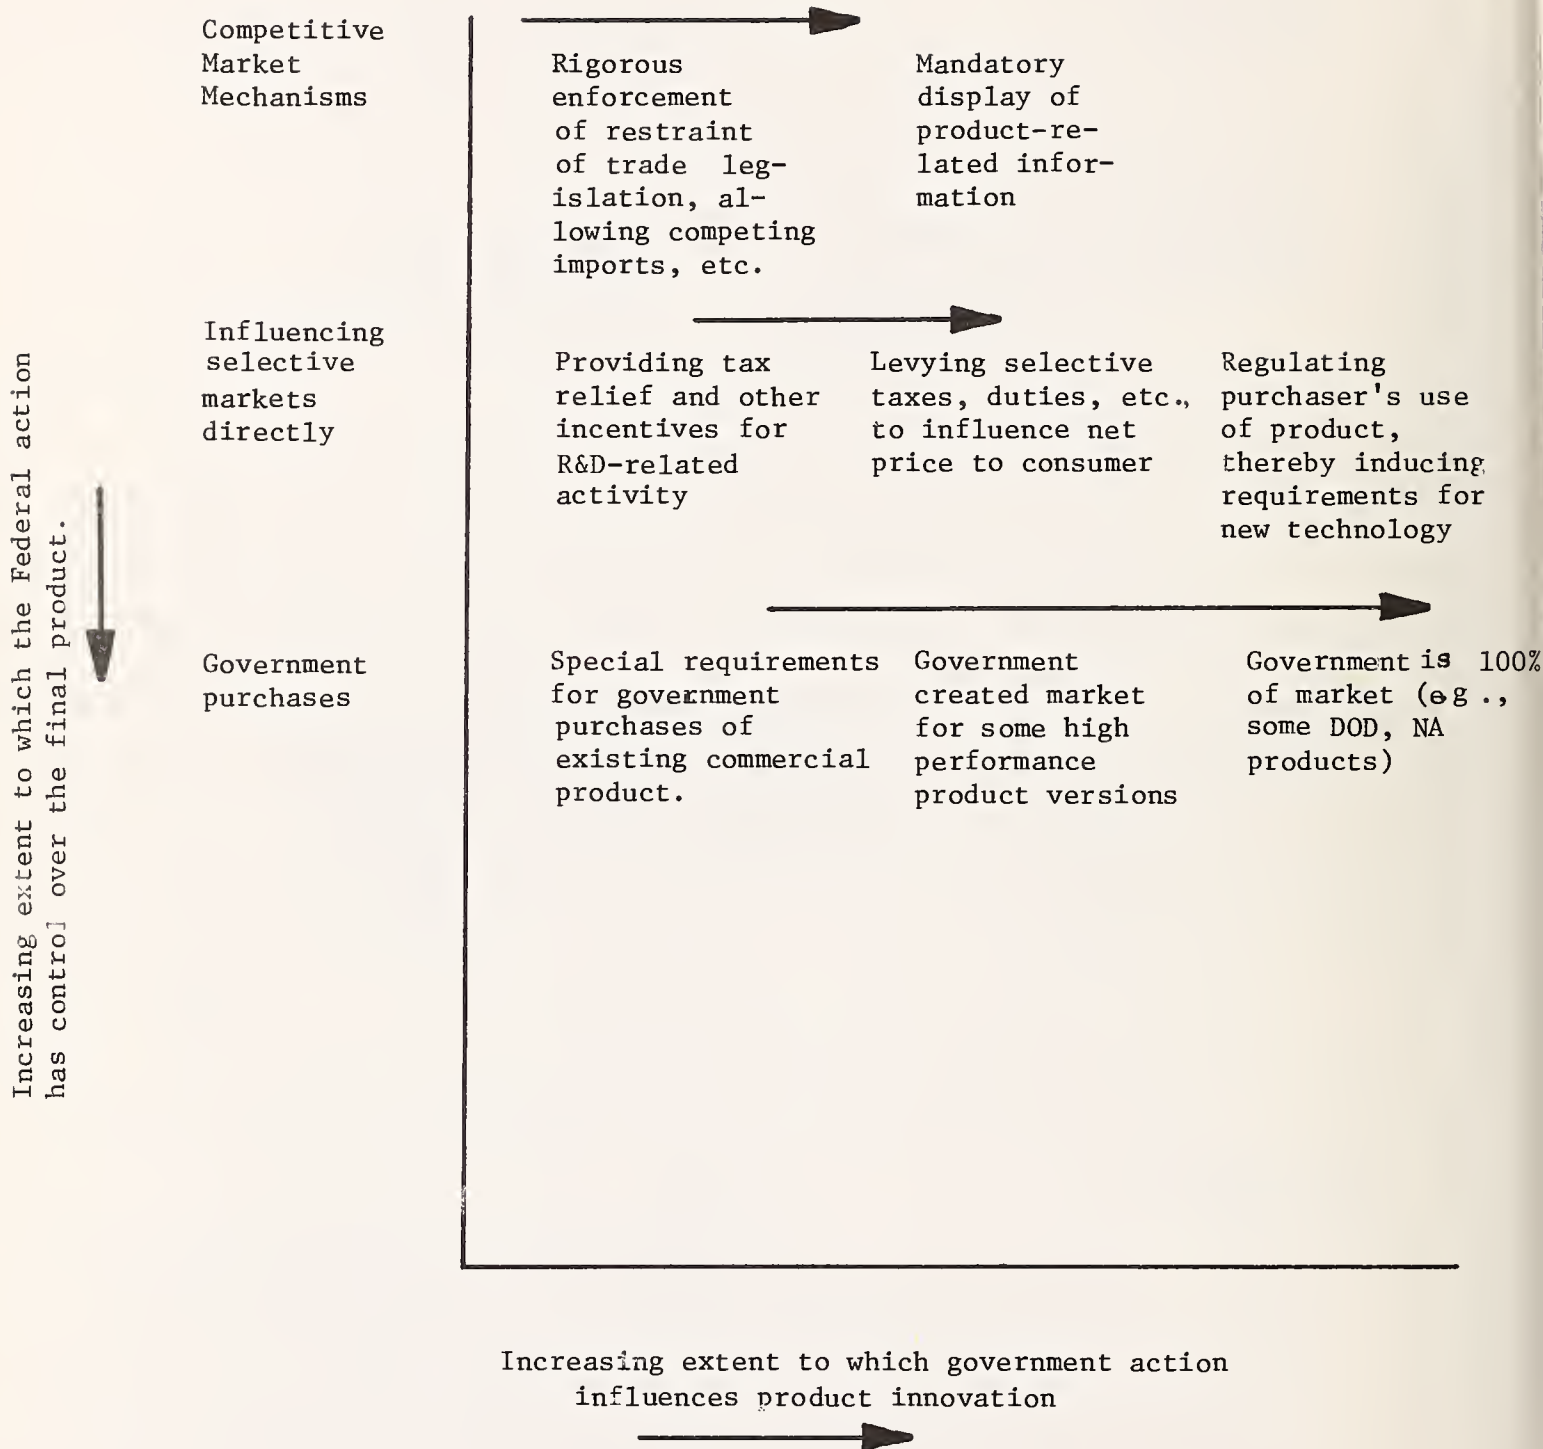 Increasing extent to which the Federal action
has control over the final product.
Competitive
Market
Mechanisms
Rigorous
enforcement
of restraint
of trade leg-
islation, al-
lowing competing
imports, etc.
Mandatory
display of
product-re-
lated infor-
mation
Influencing
selective
markets
directly
Providing tax
relief and other
incentives for
R&D-related
activity
Levying selective
taxes, duties, etc.,
to influence net
price to consumer
Regulating
purchaser's use
of product,
thereby inducing
requirements for
new technology
Government
purchases
Special requirements
for government
purchases of
existing commercial
product.
Government
created market
for some high
performance
product versions
Government is 100%
of market (eg.,
some DOD, NA
products)
Increasing extent to which government action
influences product innovation